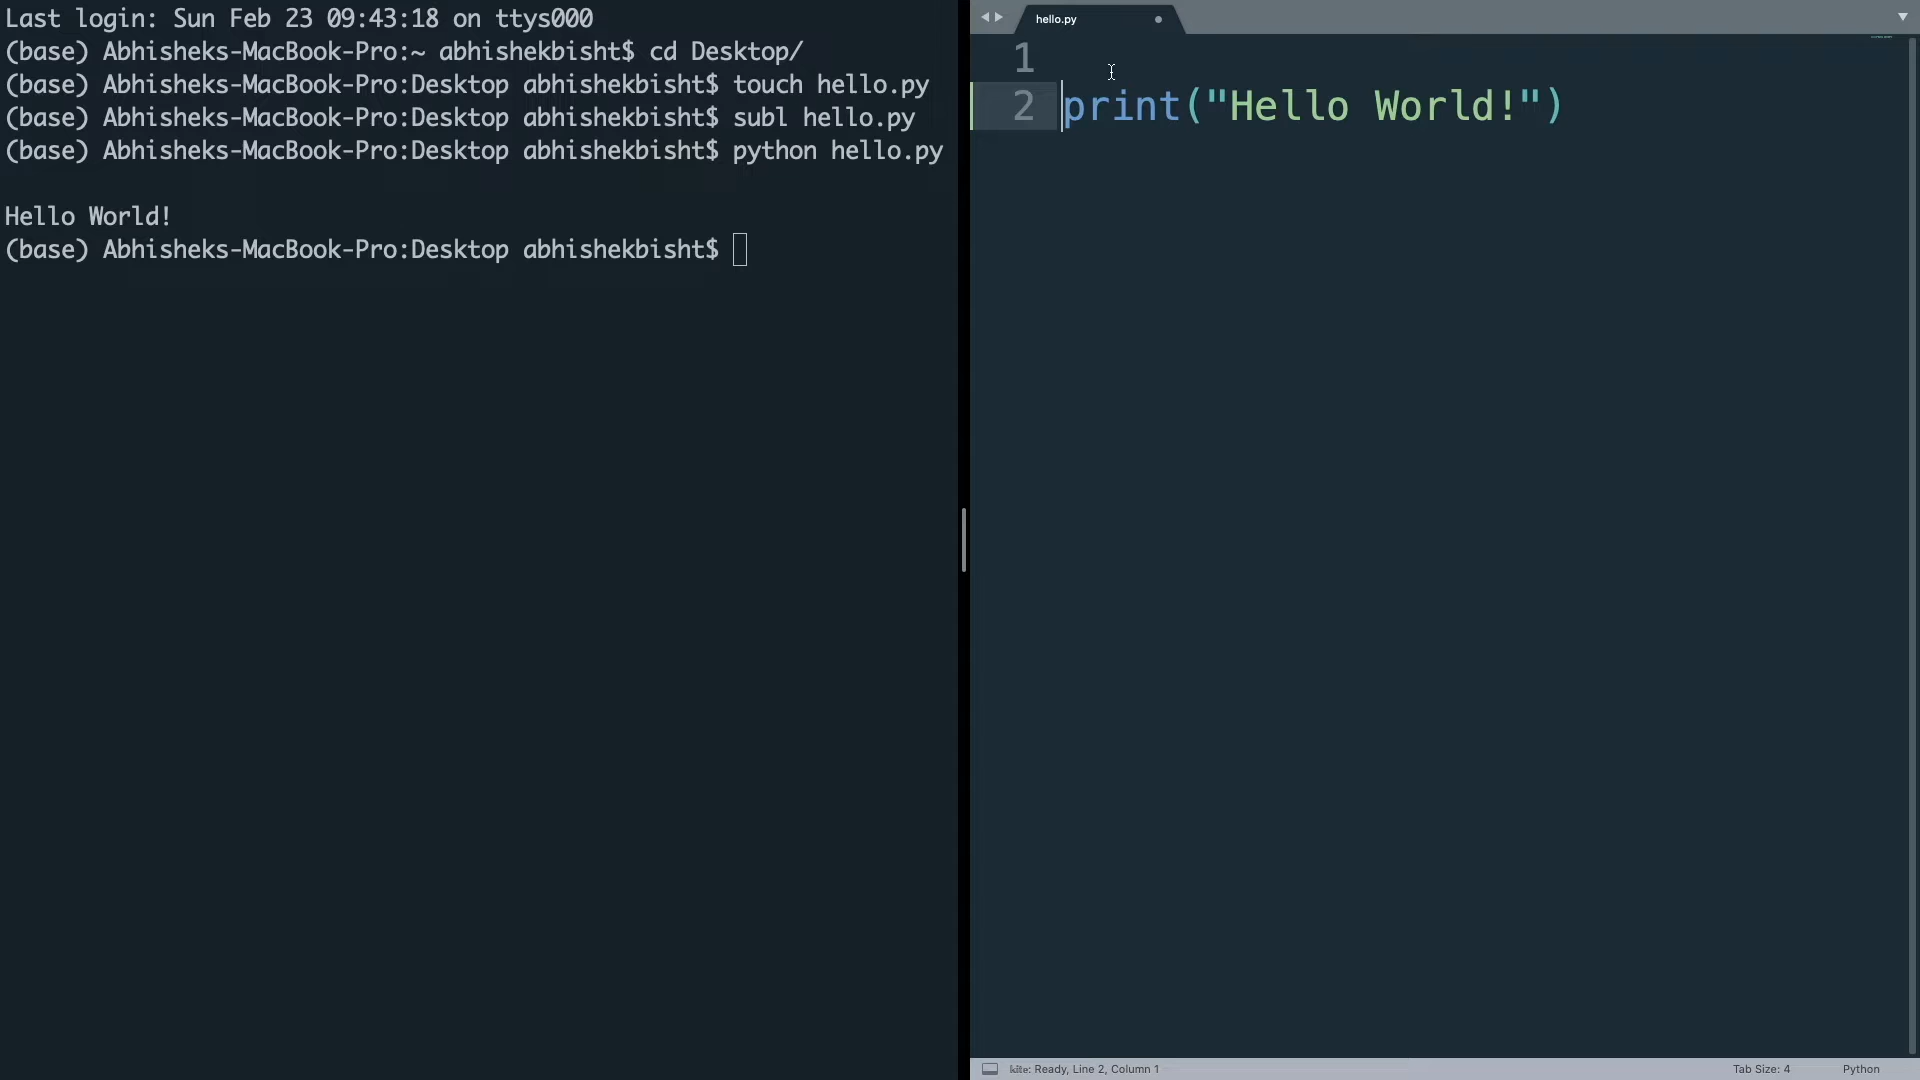 Last login: Sun Feb 23 09:43:18 on ttys000
(base) Abhisheks-MacBook-Pro:~ abhishekbisht$ cd Desktop/
(base) Abhisheks-MacBook-Pro:Desktop abhishekbisht$ touch hello.py
(base) Abhisheks-MacBook-Pro:Desktop abhishekbisht$ subl hello.py
(base) Abhisheks-MacBook-Pro:Desktop abhishekbisht$ python hello.py
Hello World!
(base) Abhisheks-MacBook-Pro:Desktop abhishekbisht$
hello.py
1
2 print("Hello World!")
kite: Ready, Line 2, Column 1
Tab Size: 4
Python